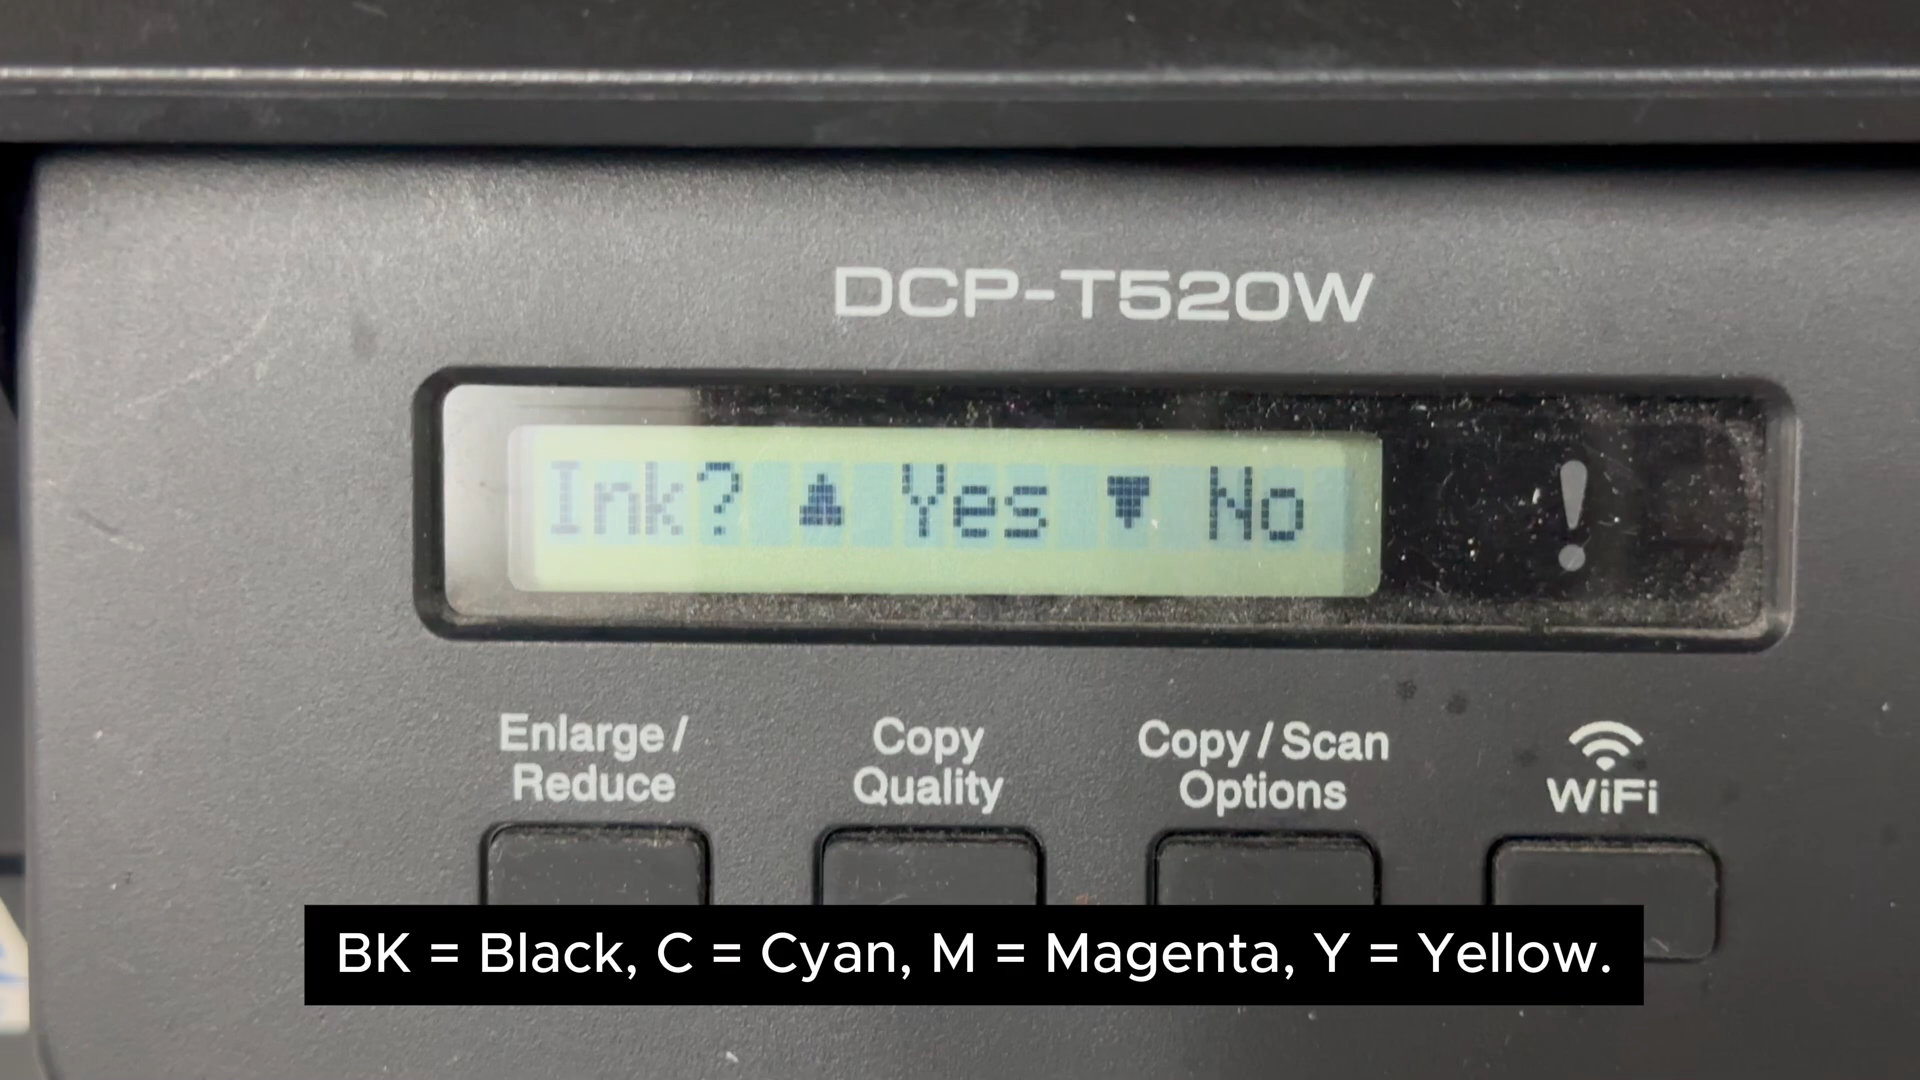 DCP-T520W
Ink? ▲ Yes ▼ No
Enlarge /
Reduce
Copy
Quality
Copy / Scan
Options
WiFi
BK = Black, C = Cyan, M = Magenta, Y = Yellow.